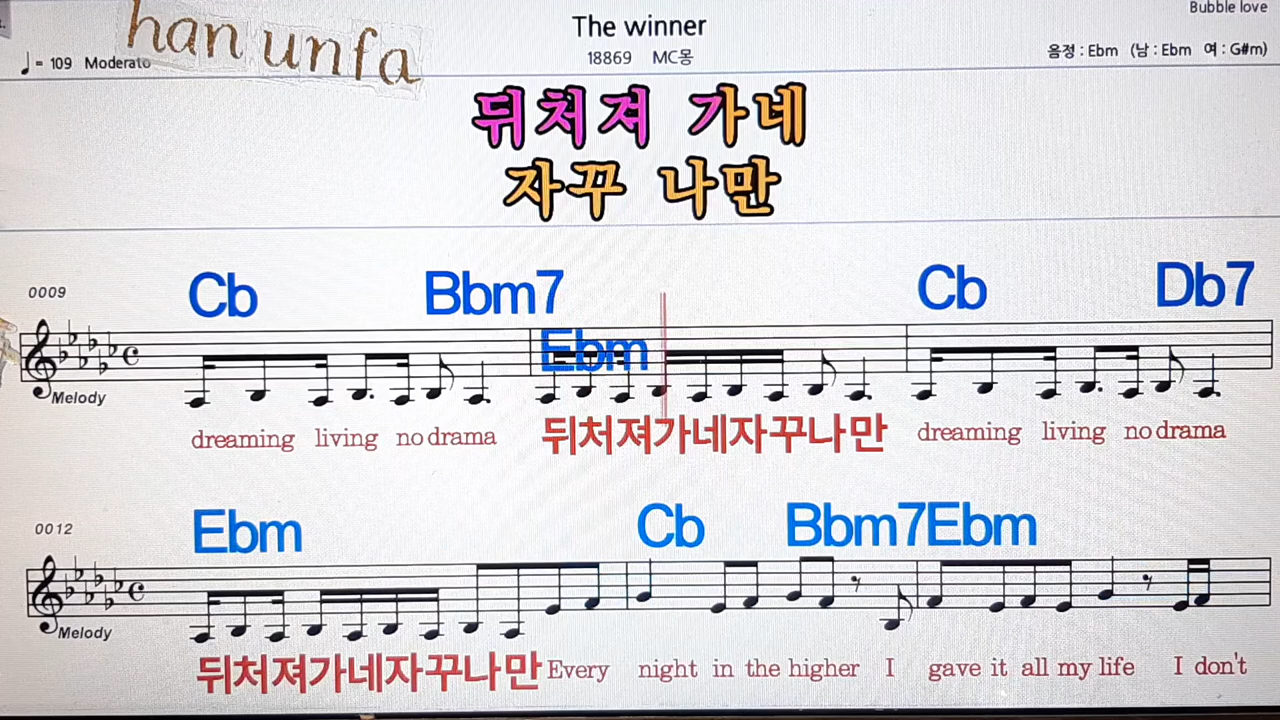 Bubble love
han unfa
The winner
♩= 109 Moderato
18869 MC몽
음정 : Ebm (남 : Ebm 여 : G#m)
뒤처져 가네
자꾸 나만
0009
Cb Bbm7 Ebm Cb Db7
Melody
dreaming living no drama 뒤처져가네자꾸나만 dreaming living no drama
0012
Ebm Cb Bbm7 Ebm
Melody
뒤처져가네자꾸나만 Every night in the higher I gave it all my life I don't